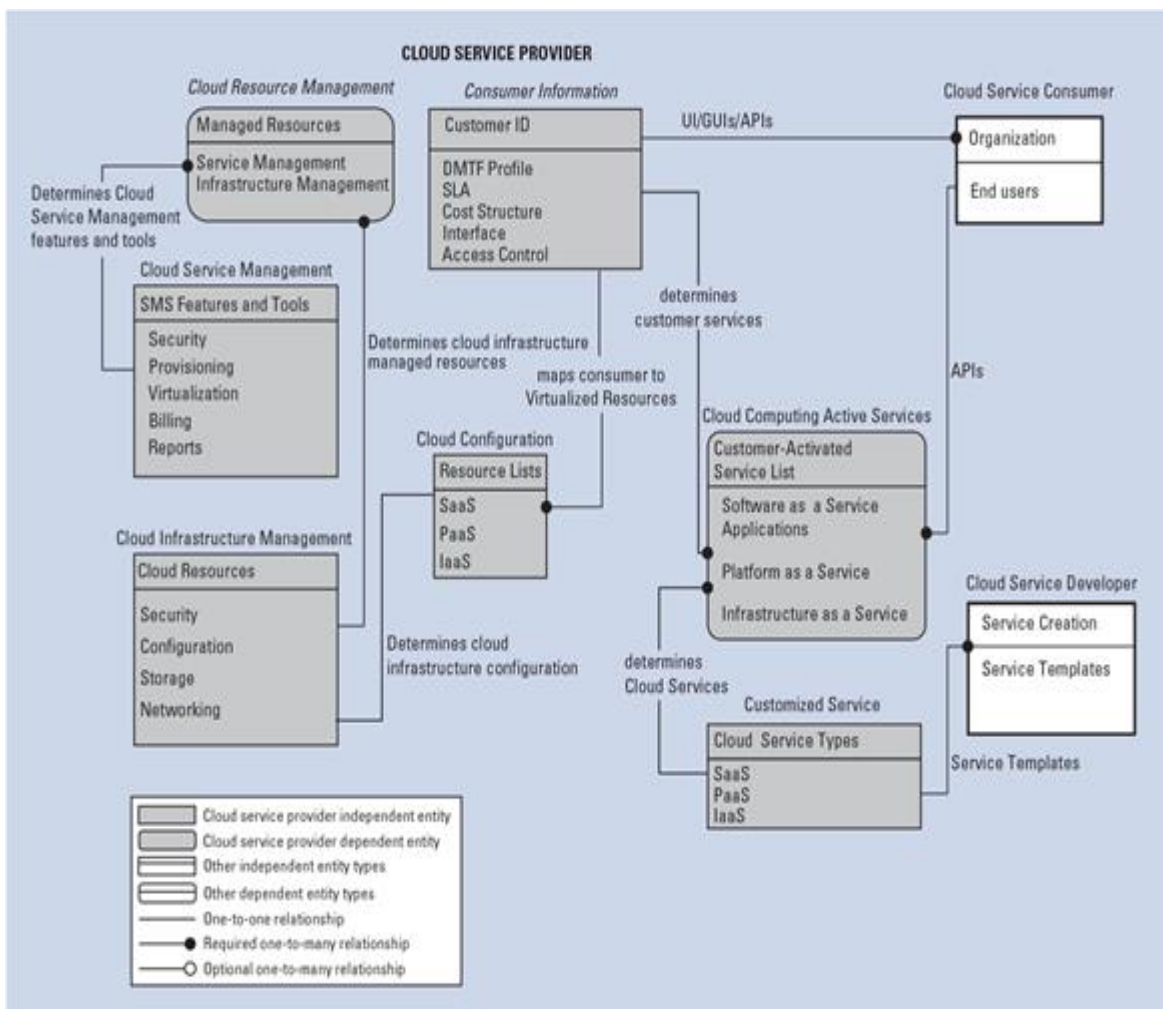 CLOUD SERVICE PROVIDER
Cloud Resource Management
Managed Resources
Service Management
Infrastructure Management
Consumer Information
Customer ID
DMTF Profile
SLA
Cost Structure
Interface
Access Control
UI/GUIs/APIs
Cloud Service Consumer
Organization
End users
Determines Cloud
Service Management
features and tools
Cloud Service Management
SMS Features and Tools
Security
Provisioning
Virtualization
Billing
Reports
Determines cloud infrastructure
managed resources
determines
customer services
maps consumer to
Virtualized Resources
APIs
Cloud Configuration
Resource Lists
SaaS
PaaS
IaaS
Cloud Computing Active Services
Customer-Activated
Service List
Software as a Service
Applications
Platform as a Service
Infrastructure as a Service
Cloud Infrastructure Management
Cloud Resources
Security
Configuration
Storage
Networking
Determines cloud
infrastructure configuration
determines
Cloud Services
Cloud Service Developer
Service Creation
Service Templates
Customized Service
Cloud Service Types
SaaS
PaaS
IaaS
Service Templates
Cloud service provider independent entity
Cloud service provider dependent entity
Other independent entity types
Other dependent entity types
One-to-one relationship
Required one-to-many relationship
Optional one-to-many relationship